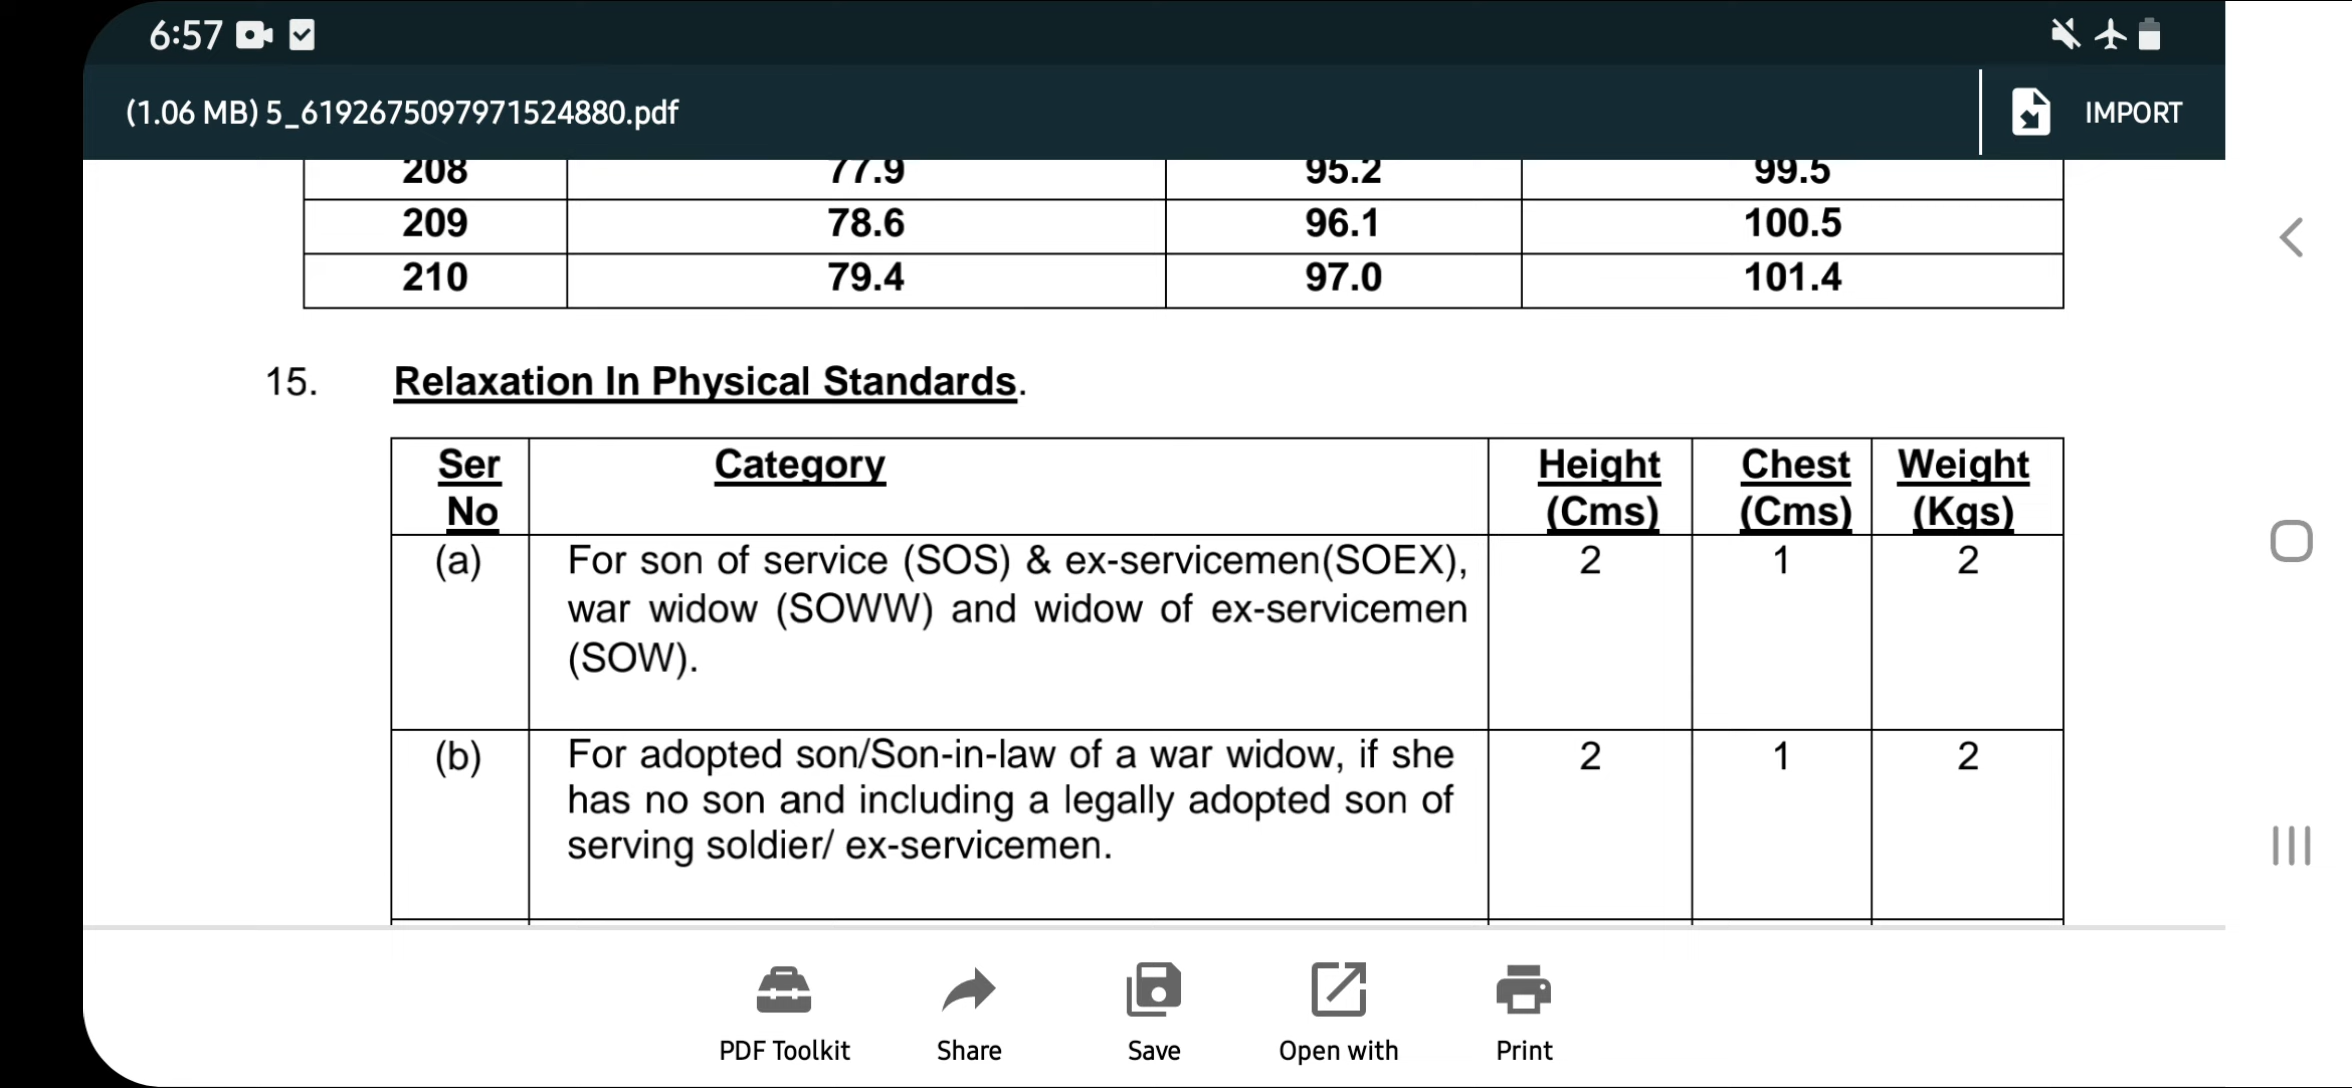 6:57
(1.06 MB) 5_6192675097971524880.pdf
IMPORT
208 77.9 95.2 99.5
209 78.6 96.1 100.5
210 79.4 97.0 101.4
15. Relaxation In Physical Standards.
Ser No Category Height (Cms) Chest (Cms) Weight (Kgs)
(a) For son of service (SOS) & ex-servicemen(SOEX), 2 1 2
war widow (SOWW) and widow of ex-servicemen
(SOW).
(b) For adopted son/Son-in-law of a war widow, if she 2 1 2
has no son and including a legally adopted son of
serving soldier/ ex-servicemen.
PDF Toolkit Share Save Open with Print